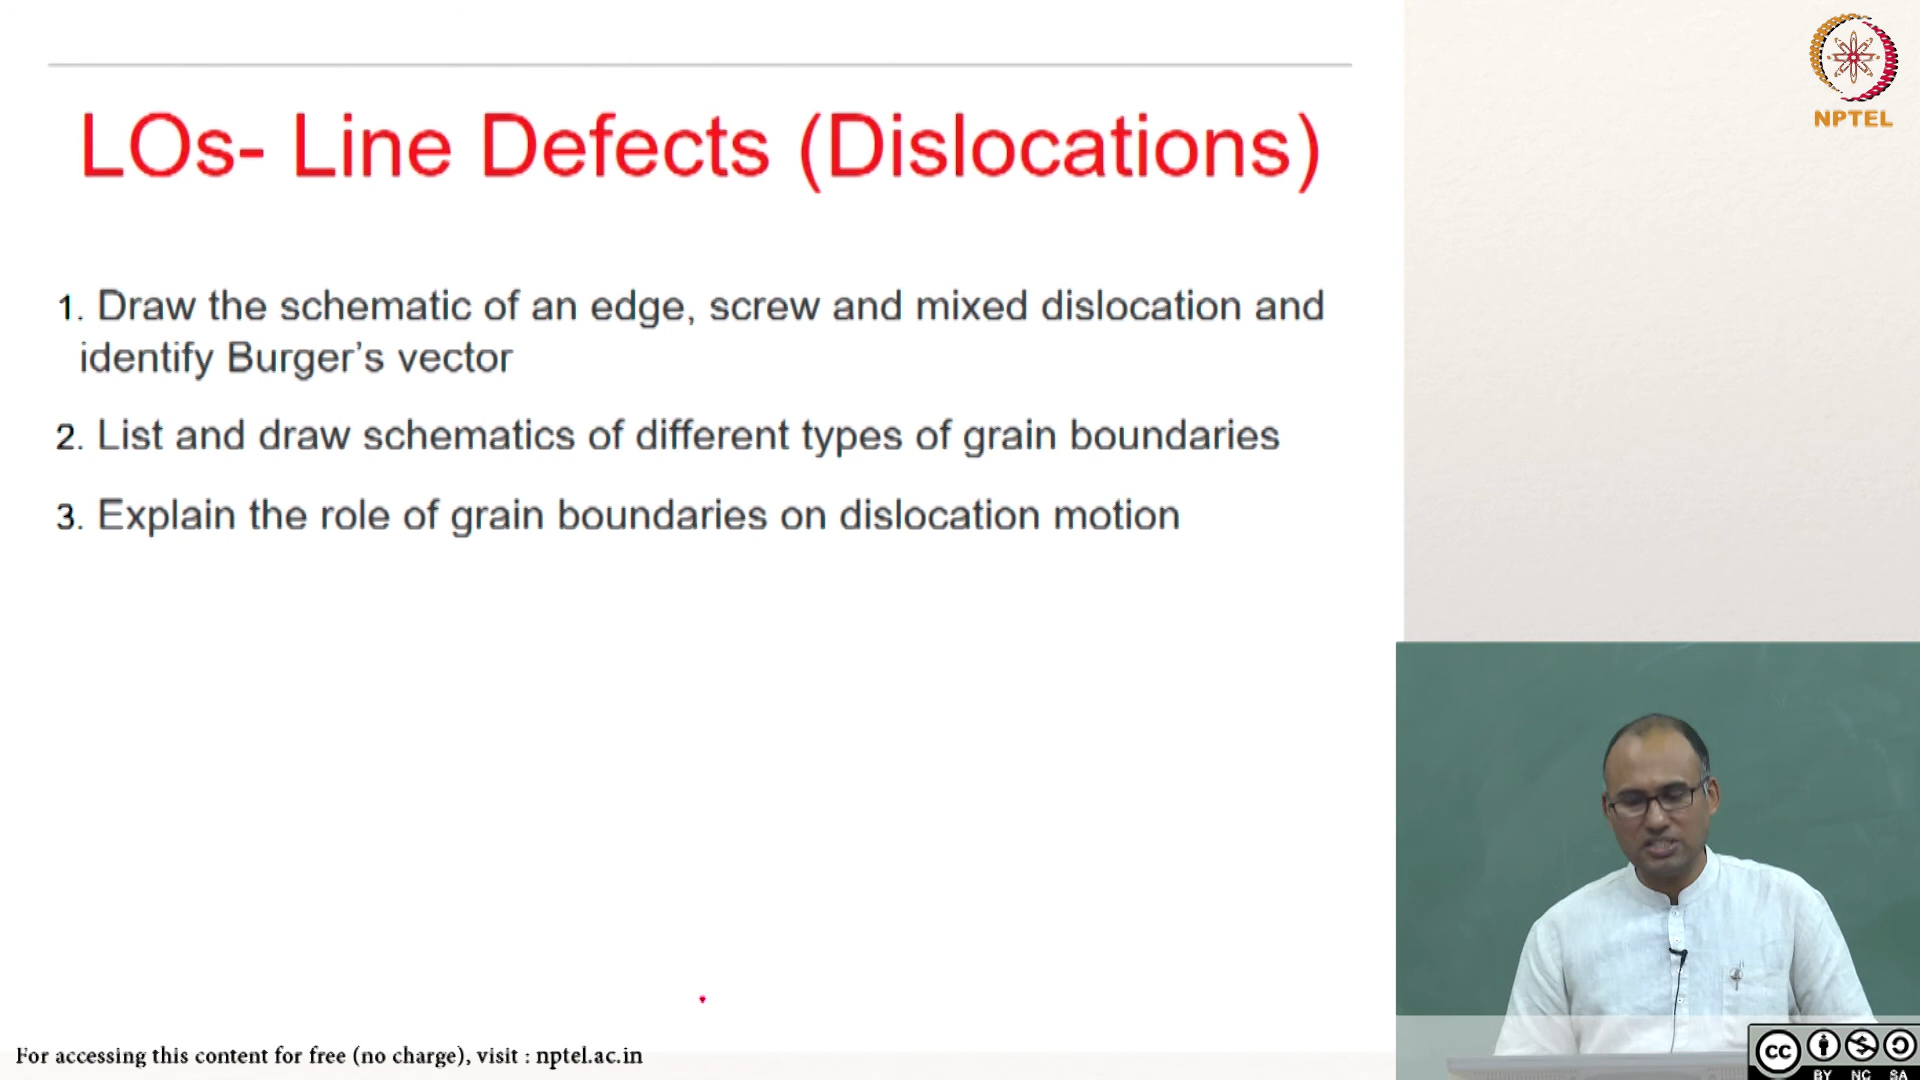 NPTEL
LOs- Line Defects (Dislocations)
1. Draw the schematic of an edge, screw and mixed dislocation and
identify Burger's vector
2. List and draw schematics of different types of grain boundaries
3. Explain the role of grain boundaries on dislocation motion
For accessing this content for free (no charge), visit : nptel.ac.in
cc
BY NC SA